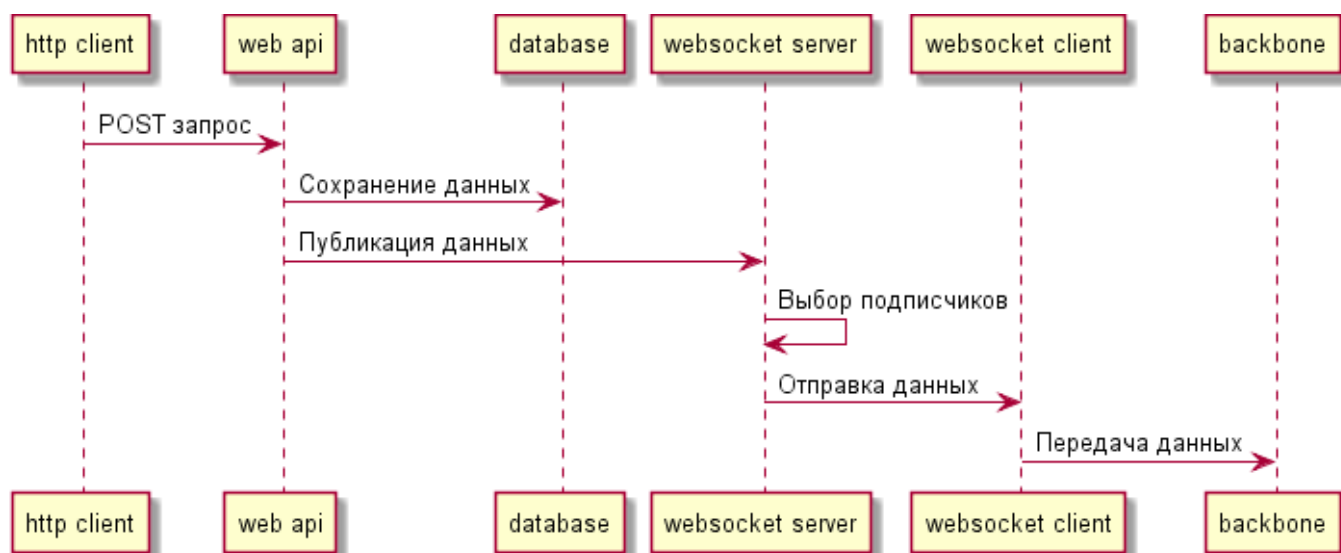 http client
web api
database
websocket server
websocket client
backbone
POST запрос
Сохранение данных
Публикация данных
Выбор подписчиков
Отправка данных
Передача данных
http client
web api
database
websocket server
websocket client
backbone